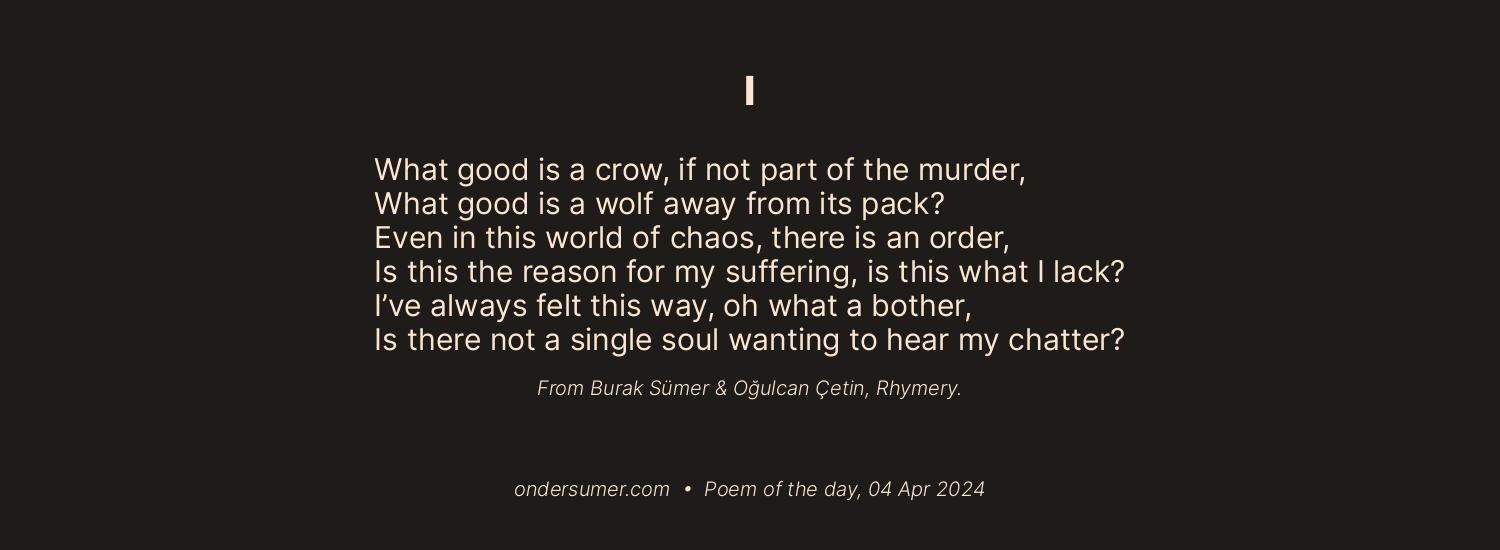 I
What good is a crow, if not part of the murder,
What good is a wolf away from its pack?
Even in this world of chaos, there is an order,
Is this the reason for my suffering, is this what I lack?
I’ve always felt this way, oh what a bother,
Is there not a single soul wanting to hear my chatter?
From Burak Sümer & Oğulcan Çetin, Rhymery.
ondersumer.com • Poem of the day, 04 Apr 2024